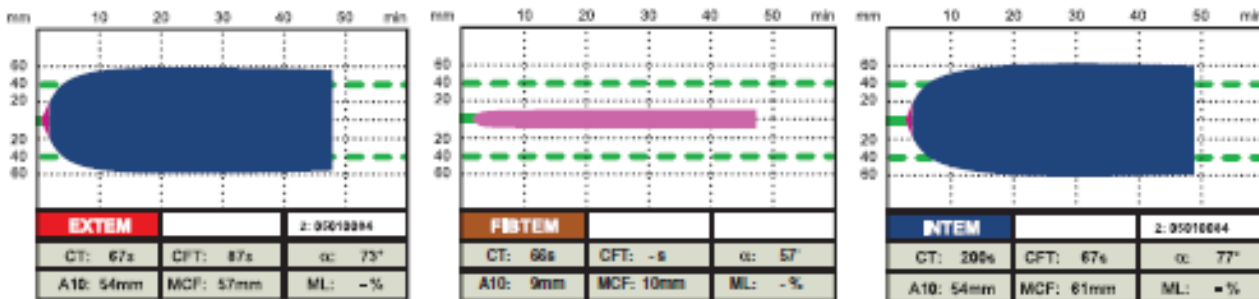 mm 10 20 30 40 50 min
60
40
20
20
40
60
EXTEM 2: 05010084
CT: 67s CFT: 87s α: 73°
A10: 54mm MCF: 57mm ML: -%
mm 10 20 30 40 50 min
60
40
20
20
40
60
FIBTEM
CT: 66s CFT: -s α: 57°
A10: 9mm MCF: 10mm ML: -%
mm 10 20 30 40 50 min
60
40
20
20
40
60
INTEM 2: 05010084
CT: 200s CFT: 67s α: 77°
A10: 54mm MCF: 61mm ML: -%